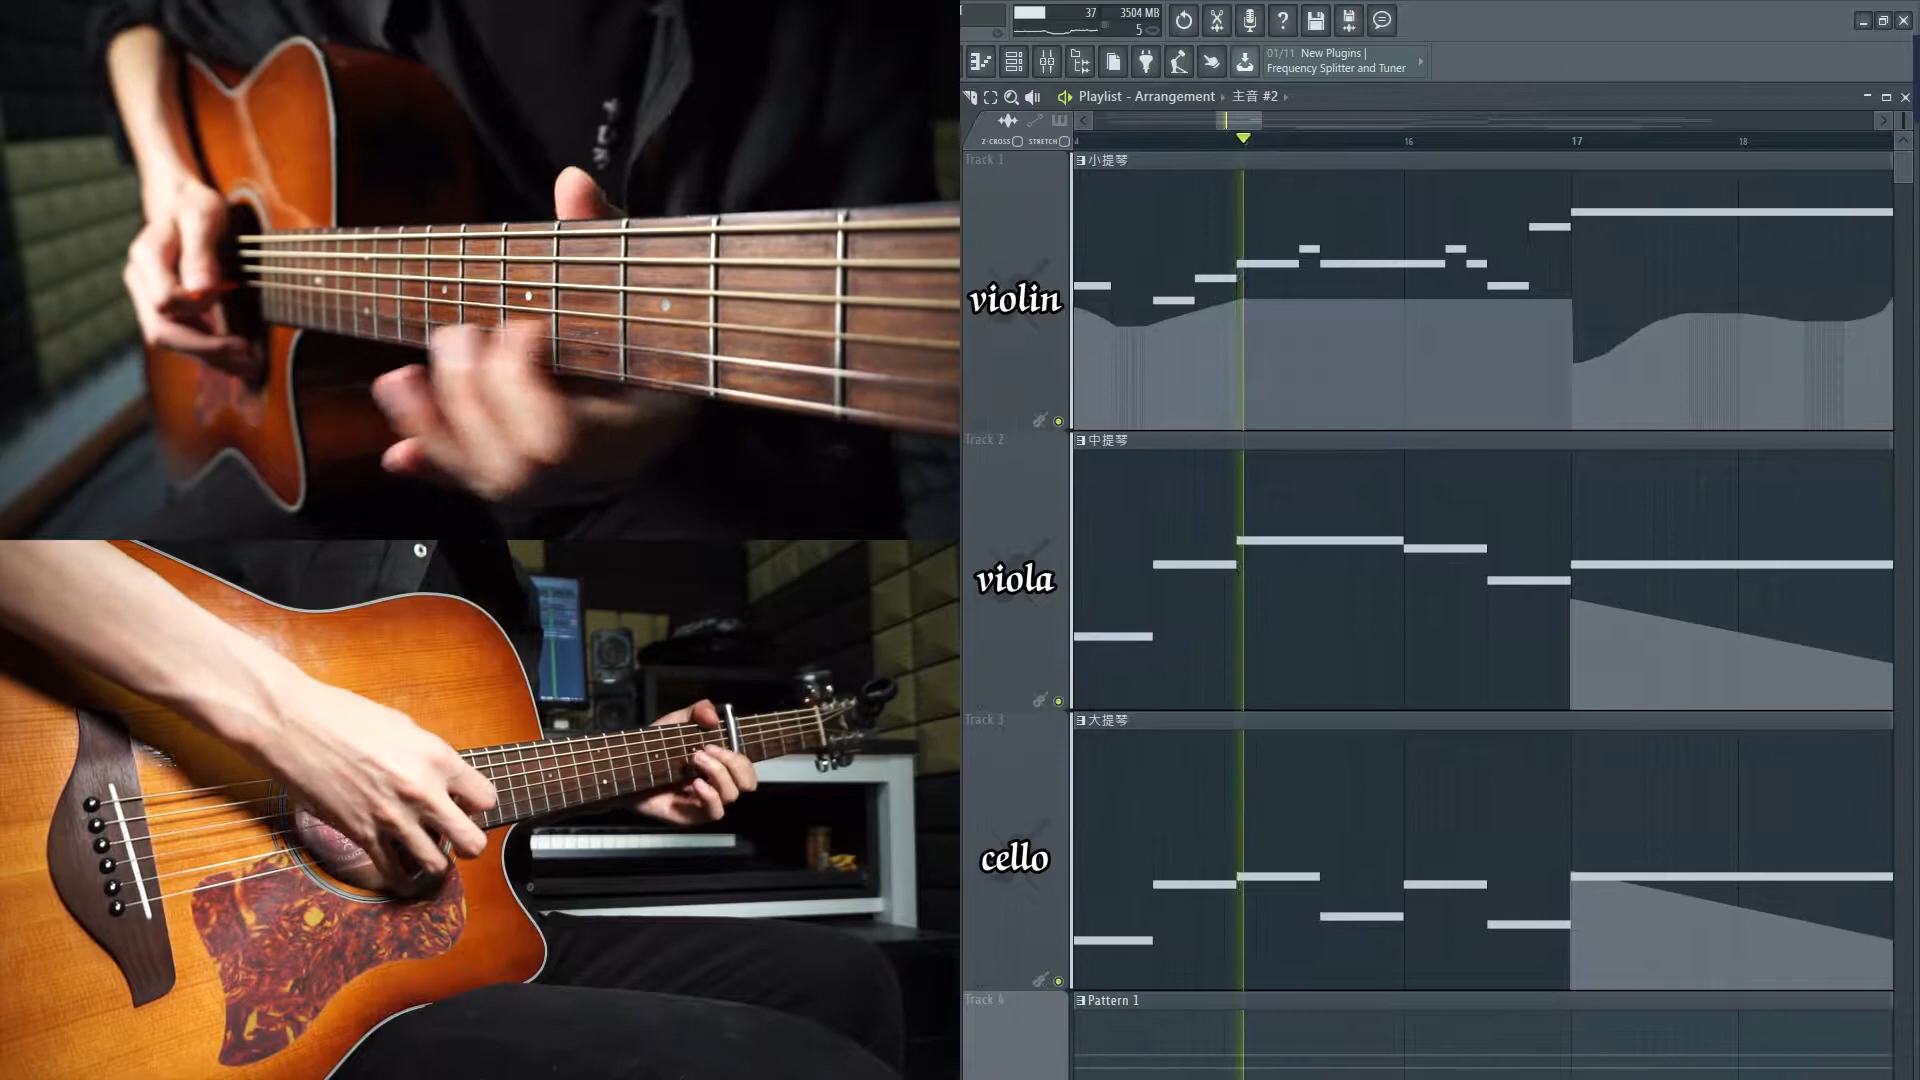 37 3504 MB
5
01/11 New Plugins |
Frequency Splitter and Tuner
Playlist - Arrangement 主音 #2
Z-CROSS STRETCH
16 17 18
Track 1
小提琴
violin
Track 2
中提琴
viola
Track 3
大提琴
cello
Track 4
Pattern 1